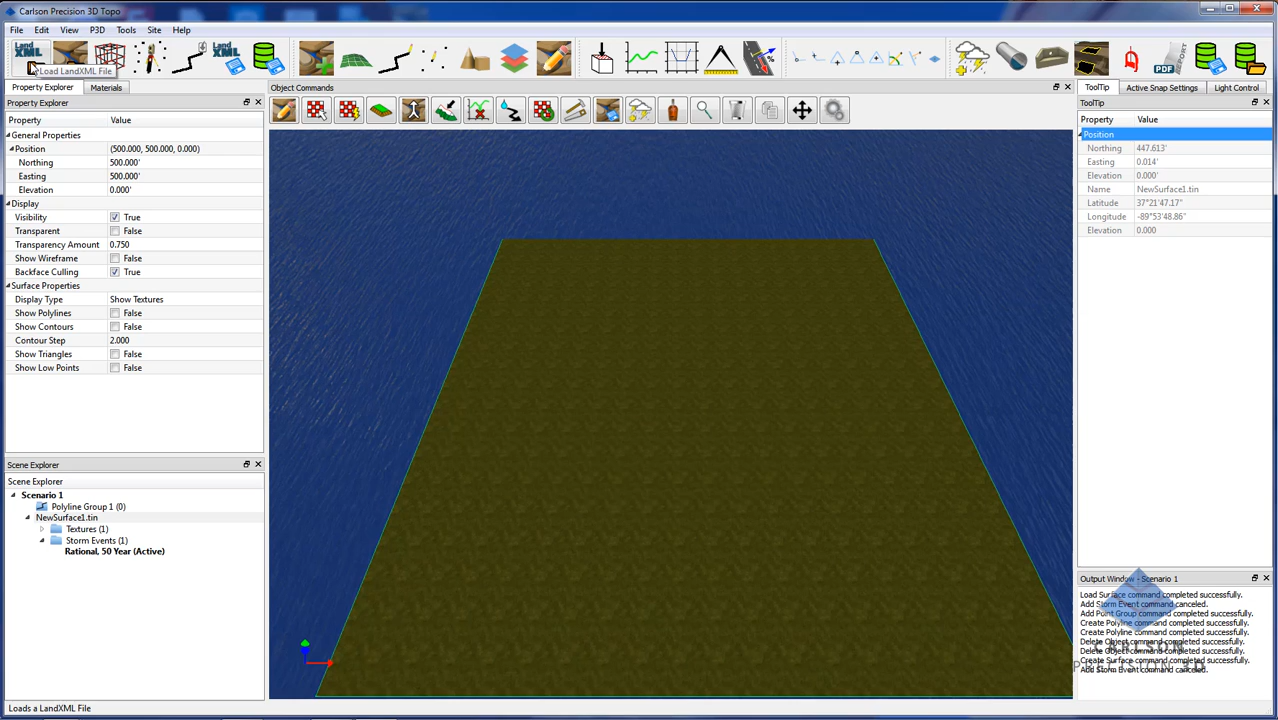 Carlson Precision 3D Topo
File Edit View P3D Tools Site Help
Land XML
Land XML
PDF REPORT
Load LandXML File
Property Explorer Materials
Object Commands
ToolTip Active Snap Settings Light Control
Property Explorer
ToolTip
Property Value
Property Value
General Properties
Position (500.000, 500.000, 0.000)
Northing 500.000'
Easting 500.000'
Elevation 0.000'
Display
Visibility True
Transparent False
Transparency Amount 0.750
Show Wireframe False
Backface Culling True
Surface Properties
Display Type Show Textures
Show Polylines False
Show Contours False
Contour Step 2.000
Show Triangles False
Show Low Points False
Position
Northing 447.613'
Easting 0.014'
Elevation 0.000'
Name NewSurface1.tin
Latitude 37°21'47.17"
Longitude -89°53'48.86"
Elevation 0.000
Scene Explorer
Scene Explorer
Scenario 1
Polyline Group 1 (0)
NewSurface1.tin
Textures (1)
Storm Events (1)
Rational, 50 Year (Active)
Output Window - Scenario 1
Load Surface command completed successfully.
Add Storm Event command canceled.
Add Point Group command completed successfully.
Create Polyline command completed successfully.
Create Polyline command completed successfully.
Delete Object command completed successfully.
Delete Object command completed successfully.
Create Surface command completed successfully.
Add Storm Event command canceled.
CARLSON
PRECISION 3D
Loads a LandXML File